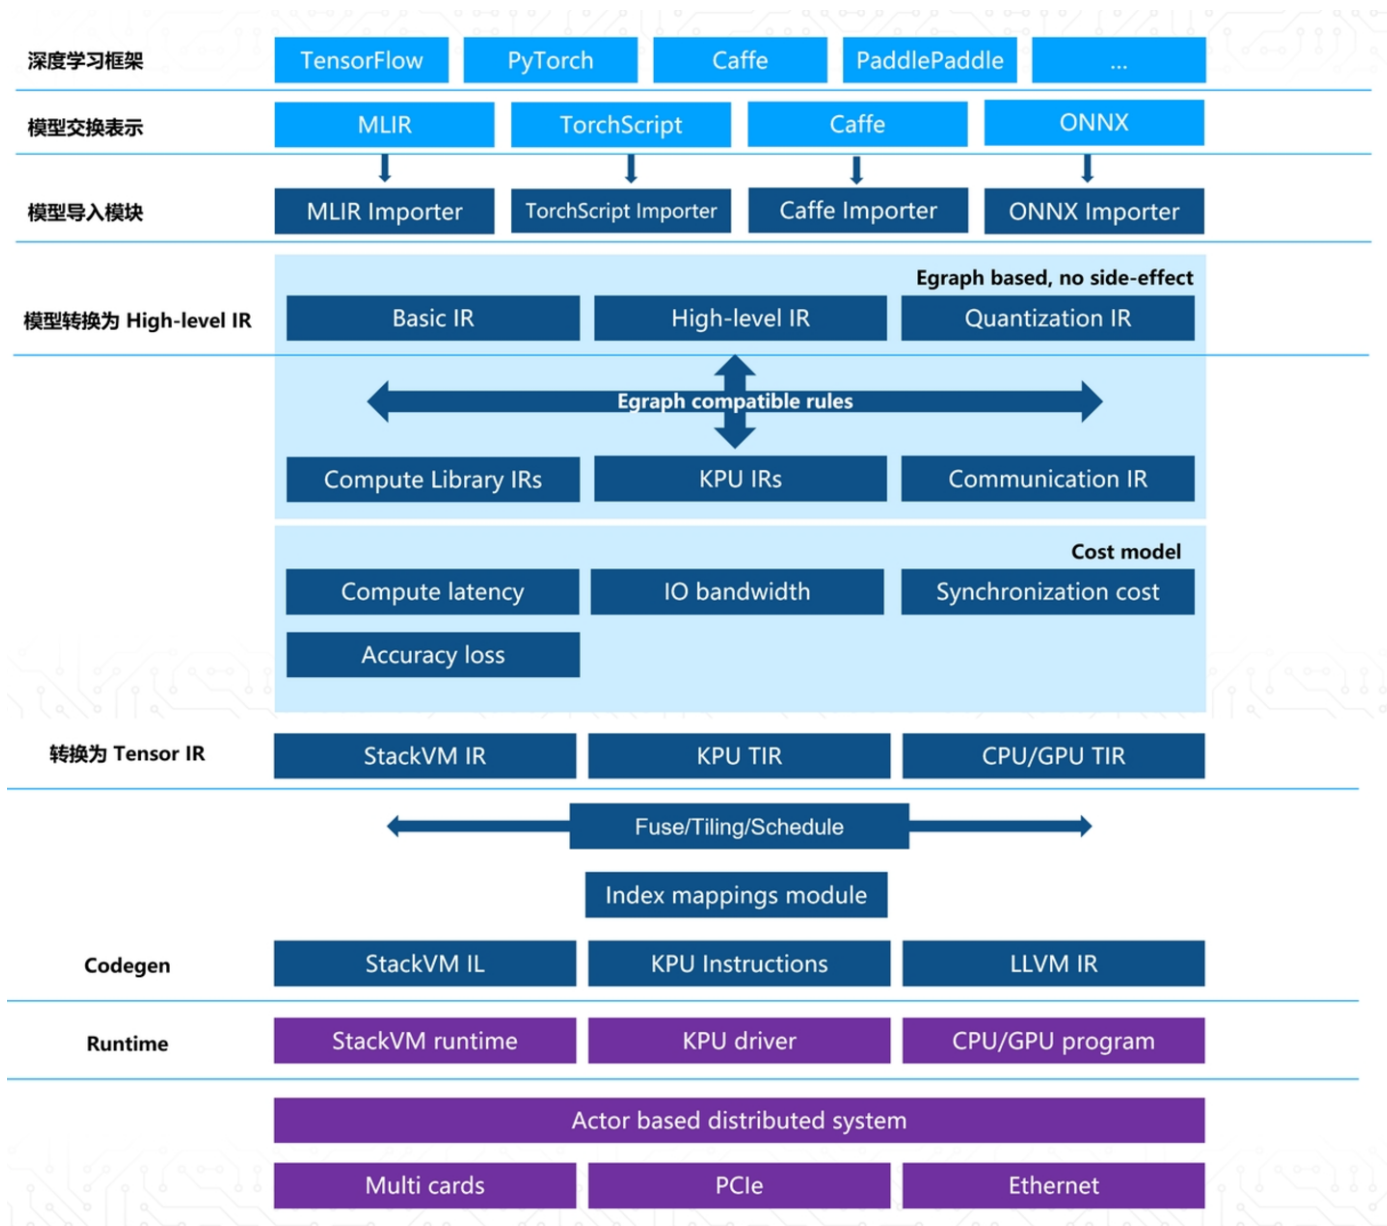 深度学习框架
TensorFlow
PyTorch
Caffe
PaddlePaddle
...
模型交换表示
MLIR
TorchScript
Caffe
ONNX
模型导入模块
MLIR Importer
TorchScript Importer
Caffe Importer
ONNX Importer
Egraph based, no side-effect
模型转换为 High-level IR
Basic IR
High-level IR
Quantization IR
Egraph compatible rules
Compute Library IRs
KPU IRs
Communication IR
Cost model
Compute latency
IO bandwidth
Synchronization cost
Accuracy loss
转换为 Tensor IR
StackVM IR
KPU TIR
CPU/GPU TIR
Fuse/Tiling/Schedule
Index mappings module
Codegen
StackVM IL
KPU Instructions
LLVM IR
Runtime
StackVM runtime
KPU driver
CPU/GPU program
Actor based distributed system
Multi cards
PCIe
Ethernet